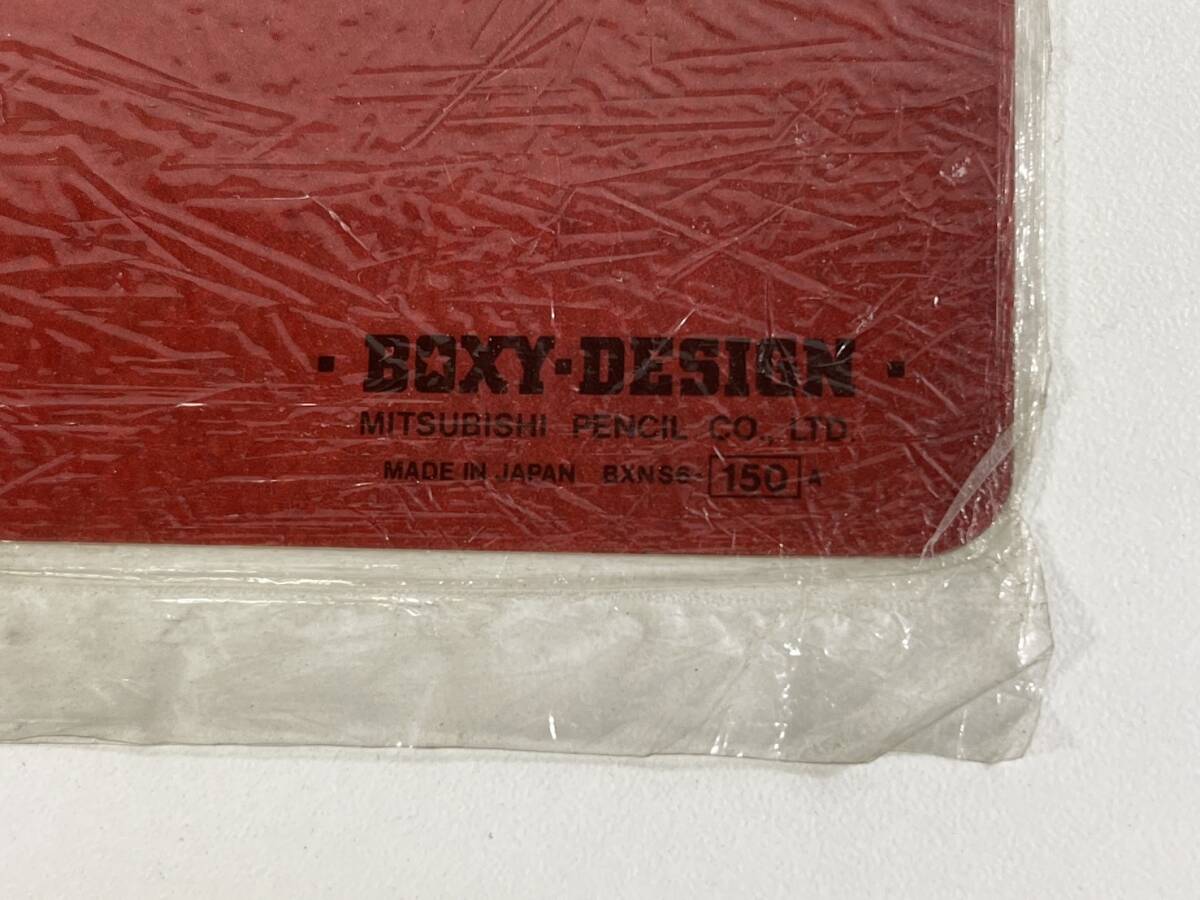 ▪ BOXY▪DESIGN ▪
MITSUBISHI PENCIL CO., LTD.
MADE IN JAPAN BXNS6-150 A